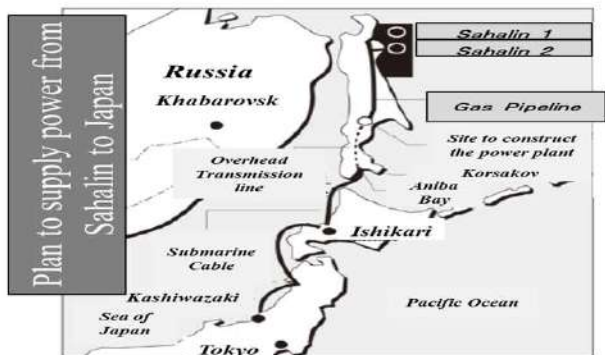 Plan to supply power from
Sahalin to Japan
Sahalin 1
Sahalin 2
Russia
Khabarovsk
Gas Pipeline
Site to construct
the power plant
Overhead
Transmission
line
Korsakov
Aniba
Bay
Ishikari
Submarine
Cable
Kashiwazaki
Sea of
Japan
Pacific Ocean
Tokyo